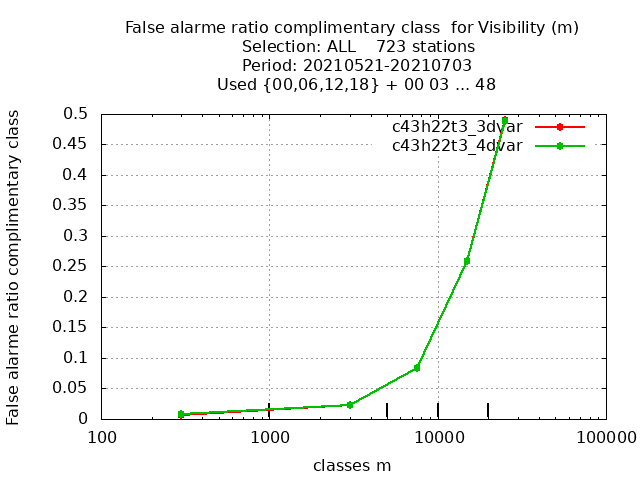 False alarme ratio complimentary class  for Visibility (m)
Selection: ALL    723 stations
Period: 20210521-20210703
Used {00,06,12,18} + 00 03 ... 48
False alarme ratio complimentary class
0.5
0.45
0.4
0.35
0.3
0.25
0.2
0.15
0.1
0.05
0
c43h22t3_3dvar
c43h22t3_4dvar
100
1000
10000
100000
classes m